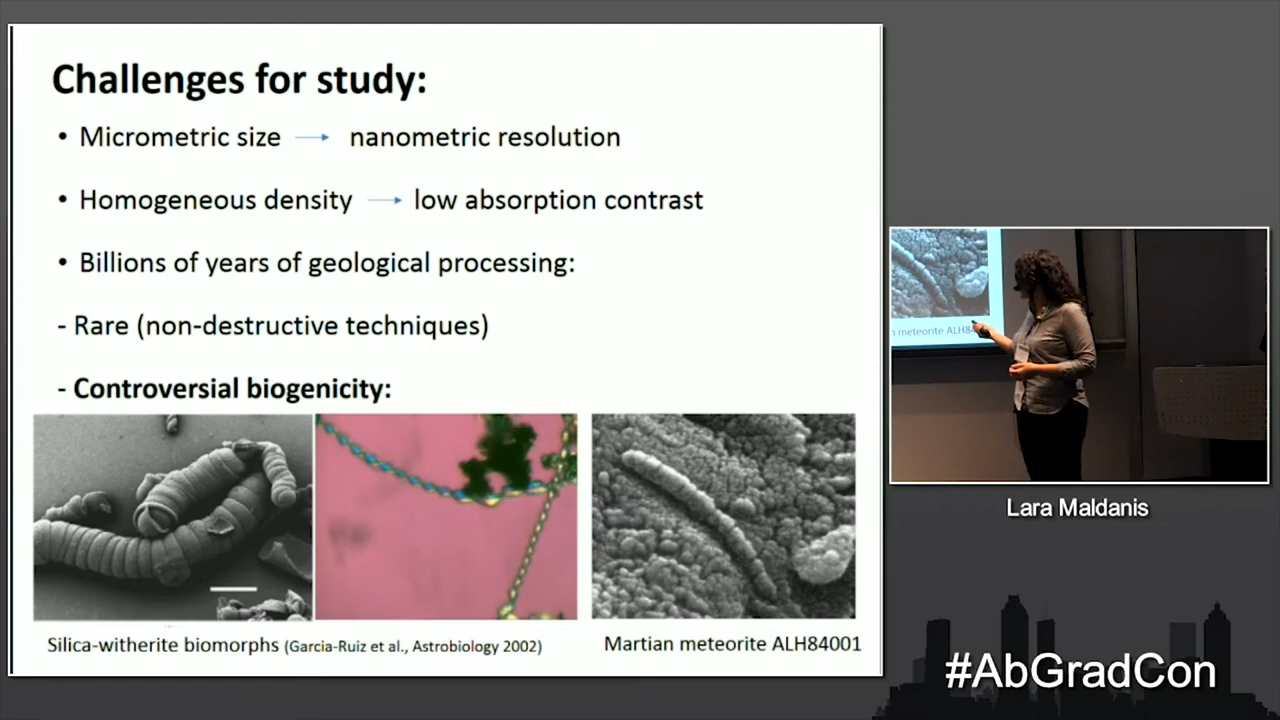 Challenges for study:
• Micrometric size → nanometric resolution
• Homogeneous density → low absorption contrast
• Billions of years of geological processing:
- Rare (non-destructive techniques)
- Controversial biogenicity:
Silica-witherite biomorphs (Garcia-Ruiz et al., Astrobiology 2002)
Martian meteorite ALH84001
meteorite ALH84
Lara Maldanis
#AbGradCon